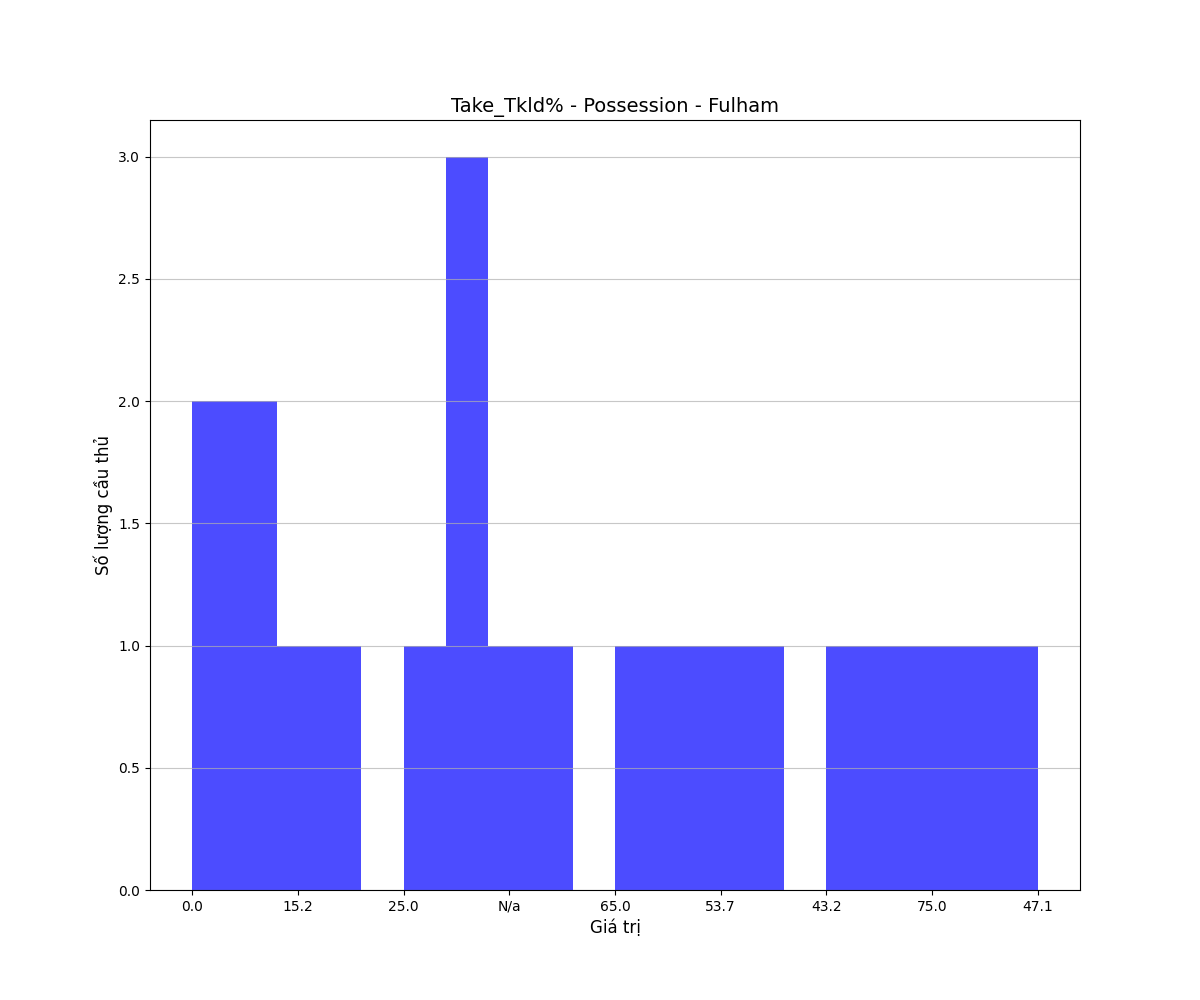 Take_Tkld% - Possession - Fulham
3.0
2.5
2.0
1.5
1.0
0.5
0.0
Số lượng cầu thủ
0.0 15.2 25.0 N/a 65.0 53.7 43.2 75.0 47.1
Giá trị